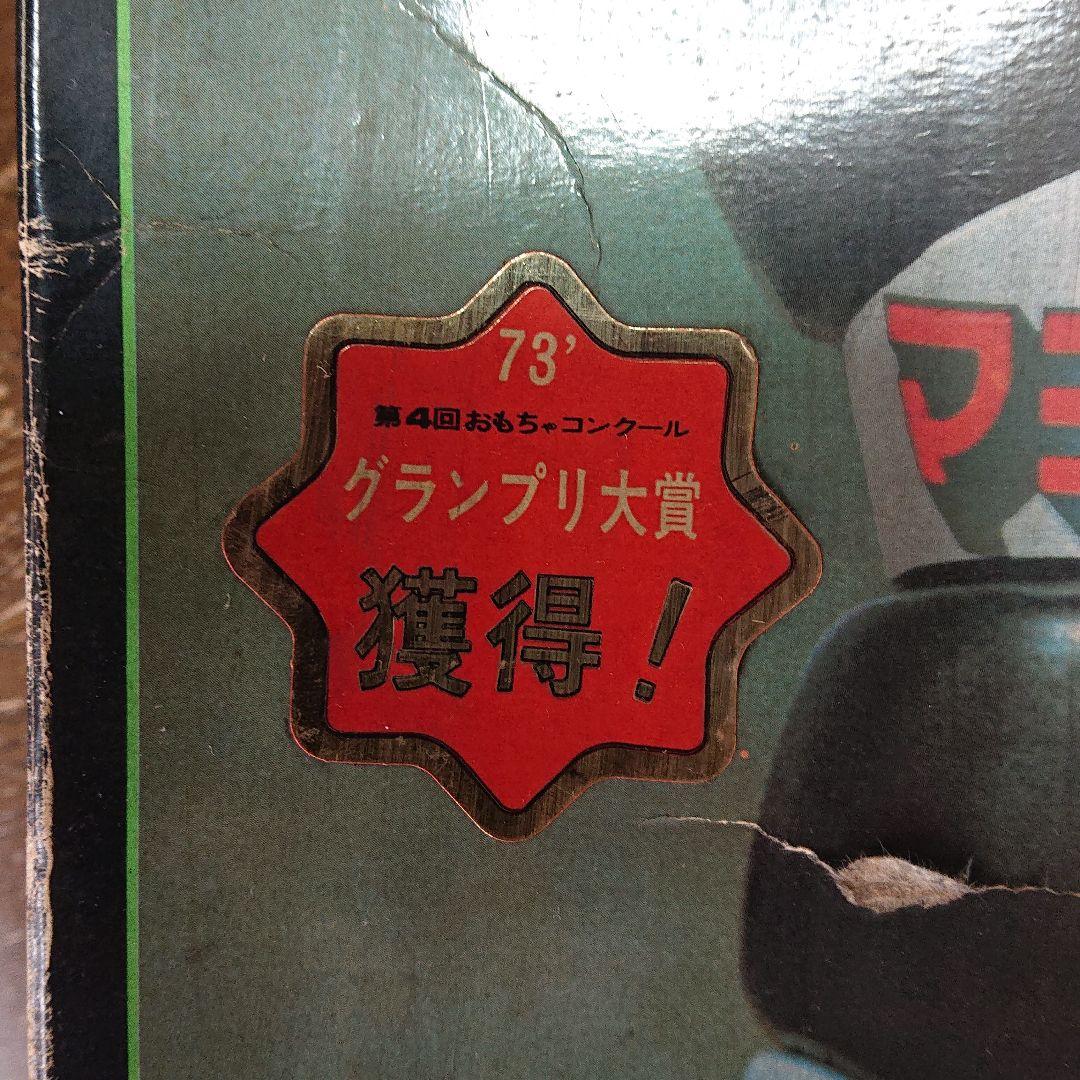 73'
第4回おもちゃコンクール
グランプリ大賞
獲得!
マ